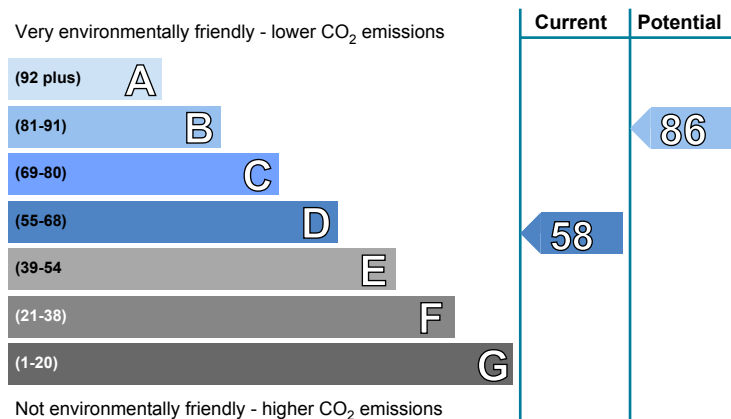 Very environmentally friendly - lower CO₂ emissions
Current
Potential
(92 plus) A
(81-91) B
86
(69-80) C
(55-68) D
58
(39-54 E
(21-38) F
(1-20) G
Not environmentally friendly - higher CO₂ emissions